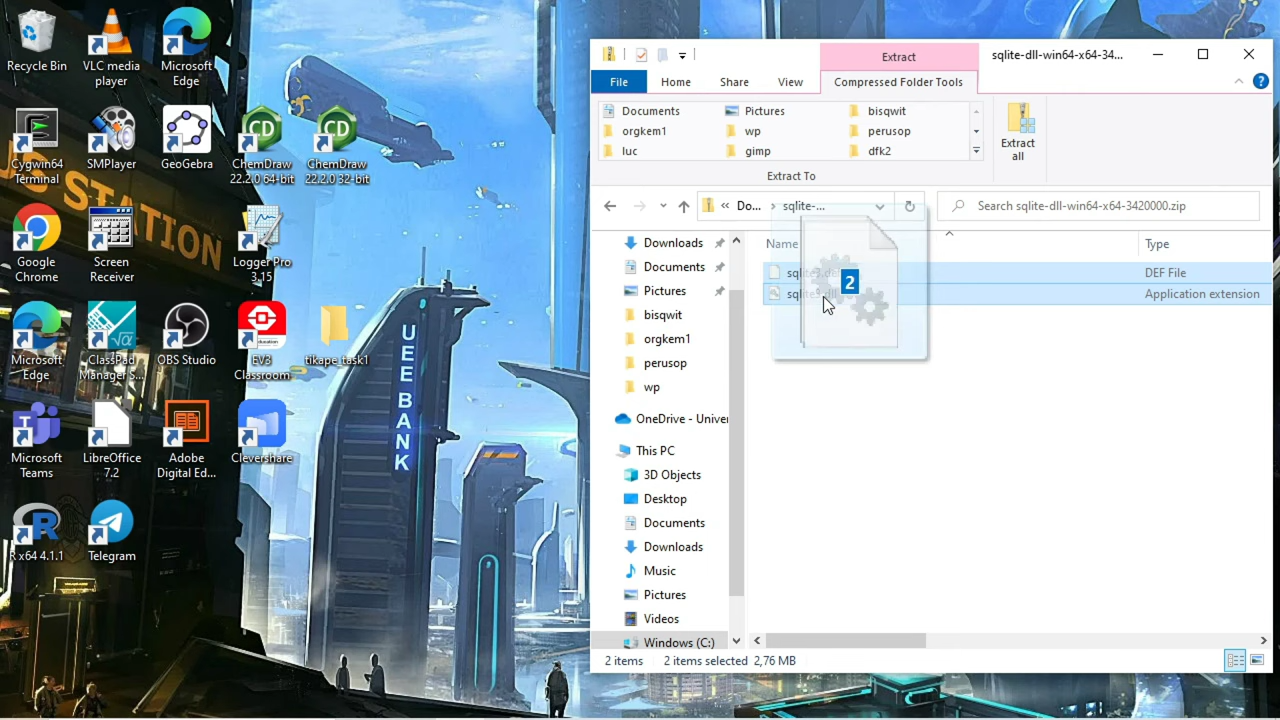 Recycle Bin
VLC media player
Microsoft Edge
Cygwin64 Terminal
SMPlayer
GeoGebra
ChemDraw 22.2.0 64-bit
ChemDraw 22.2.0 32-bit
Google Chrome
Screen Receiver
Logger Pro 3.15
Microsoft Edge
ClassPad Manager S...
OBS Studio
EV3 Classroom
tikape_task1
Microsoft Teams
LibreOffice 7.2
Adobe Digital Ed...
Clevershare
R x64 4.1.1
Telegram
STATION
UEE BANK
Extract
sqlite-dll-win64-x64-34...
File
Home
Share
View
Compressed Folder Tools
Documents
Pictures
bisqwit
orgkem1
wp
perusop
luc
gimp
dfk2
Extract all
Extract To
« Do... > sqlite-...
Search sqlite-dll-win64-x64-3420000.zip
Downloads
Documents
Pictures
bisqwit
orgkem1
perusop
wp
OneDrive - Univer
This PC
3D Objects
Desktop
Documents
Downloads
Music
Pictures
Videos
Windows (C:)
Name
Type
DEF File
Application extension
2
2 items
2 items selected 2,76 MB